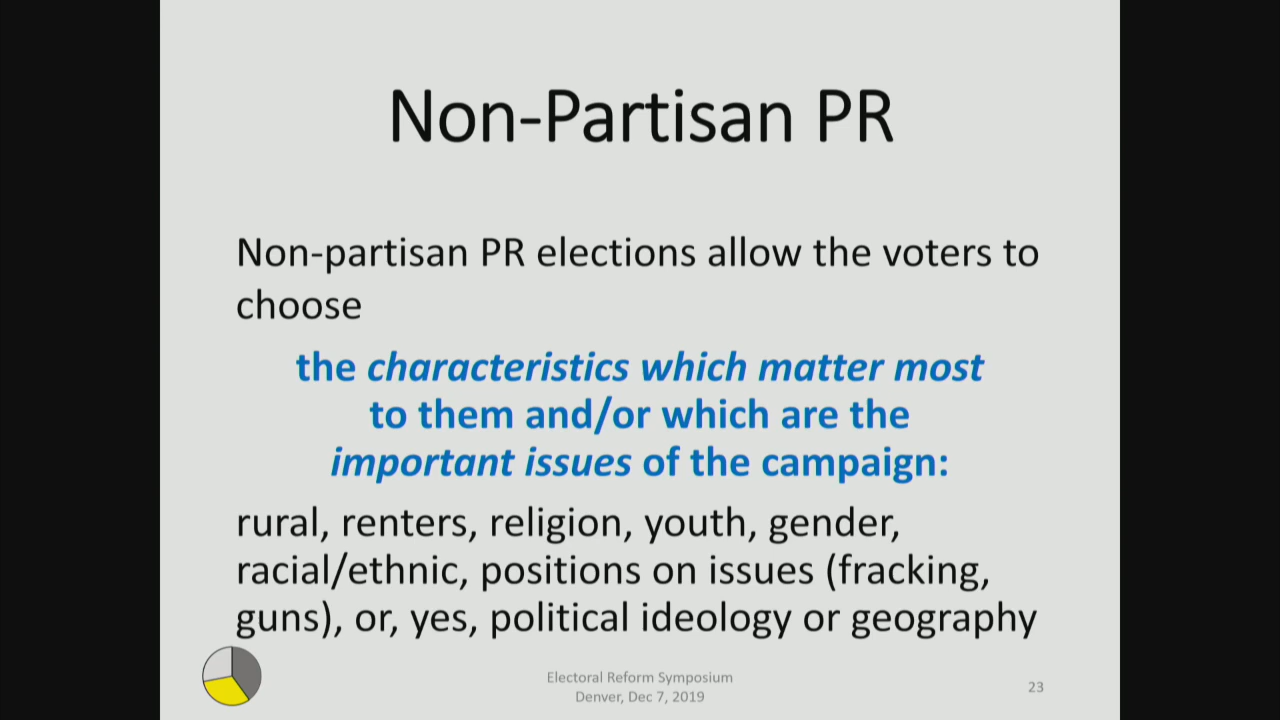 Non-Partisan PR
Non-partisan PR elections allow the voters to
choose
the characteristics which matter most
to them and/or which are the
important issues of the campaign:
rural, renters, religion, youth, gender,
racial/ethnic, positions on issues (fracking,
guns), or, yes, political ideology or geography
Electoral Reform Symposium
Denver, Dec 7, 2019
23